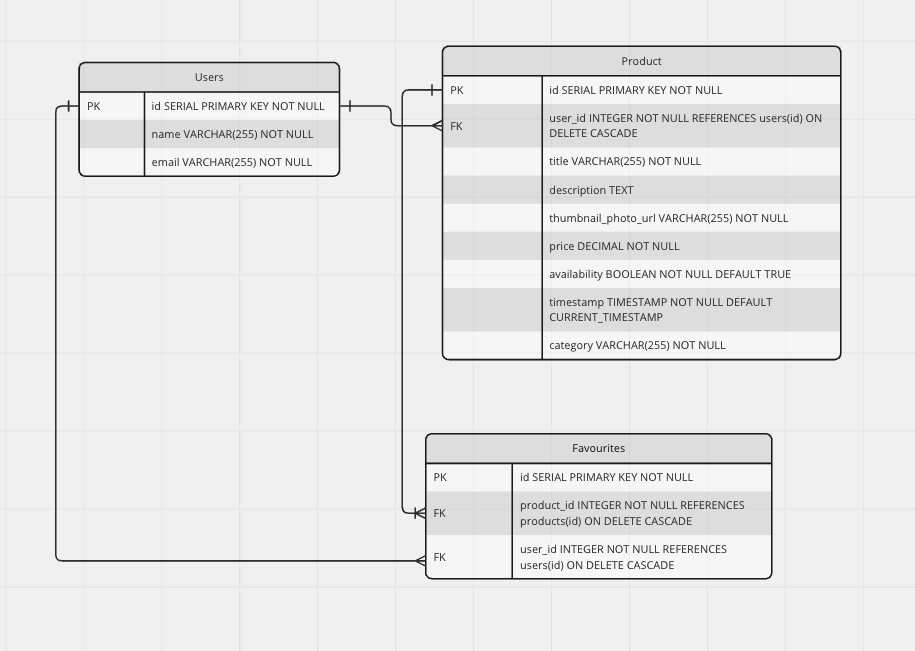 Users
PK id SERIAL PRIMARY KEY NOT NULL
name VARCHAR(255) NOT NULL
email VARCHAR(255) NOT NULL
Product
PK id SERIAL PRIMARY KEY NOT NULL
FK user_id INTEGER NOT NULL REFERENCES users(id) ON
DELETE CASCADE
title VARCHAR(255) NOT NULL
description TEXT
thumbnail_photo_url VARCHAR(255) NOT NULL
price DECIMAL NOT NULL
availability BOOLEAN NOT NULL DEFAULT TRUE
timestamp TIMESTAMP NOT NULL DEFAULT
CURRENT_TIMESTAMP
category VARCHAR(255) NOT NULL
Favourites
PK id SERIAL PRIMARY KEY NOT NULL
FK product_id INTEGER NOT NULL REFERENCES
products(id) ON DELETE CASCADE
FK user_id INTEGER NOT NULL REFERENCES
users(id) ON DELETE CASCADE